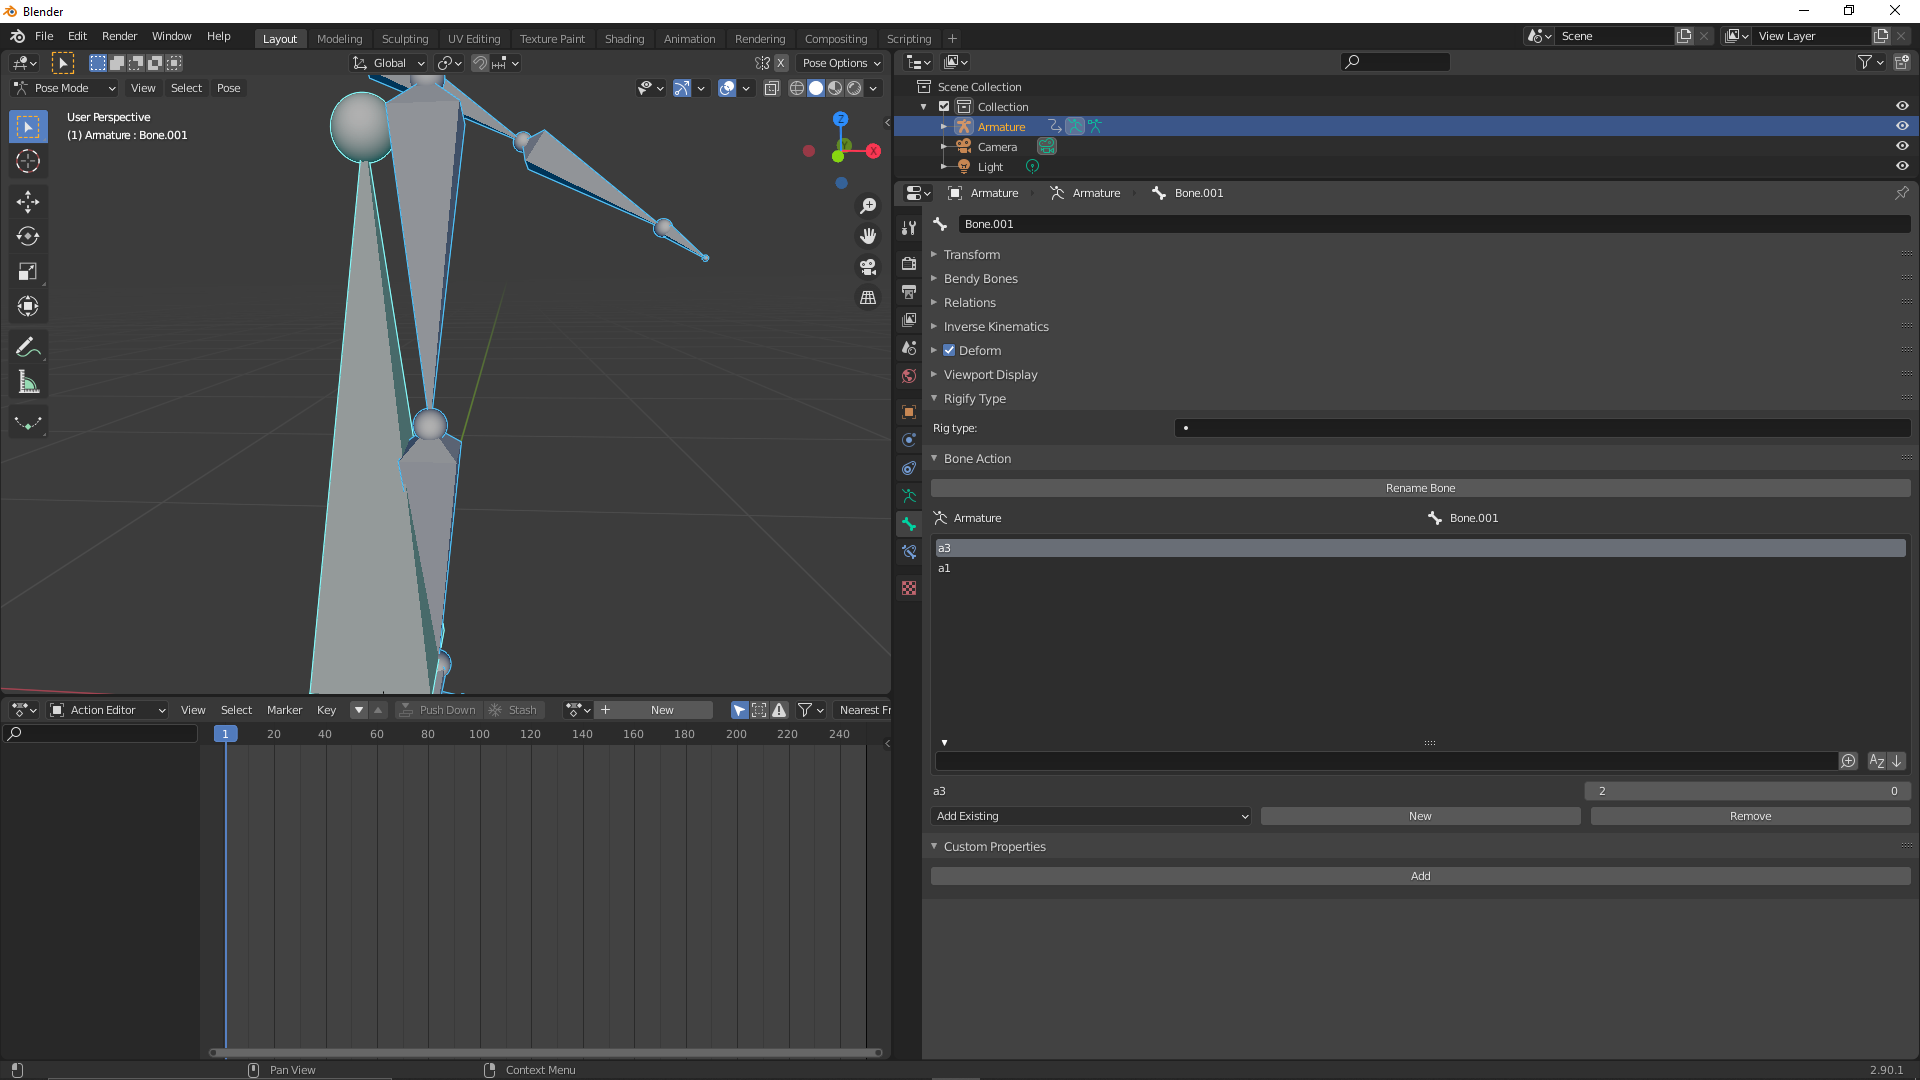 Blender
File Edit Render Window Help
Layout Modeling Sculpting UV Editing Texture Paint Shading Animation Rendering Compositing Scripting
Scene
View Layer
Global
X
Pose Options
Pose Mode View Select Pose
User Perspective
(1) Armature : Bone.001
Z
Y
X
Scene Collection
Collection
Armature
Camera
Light
Armature Armature Bone.001
Bone.001
Transform
Bendy Bones
Relations
Inverse Kinematics
Deform
Viewport Display
Rigify Type
Rig type:
Bone Action
Rename Bone
Armature Bone.001
a3
a1
AZ
a3 2 0
Add Existing New Remove
Custom Properties
Add
Action Editor View Select Marker Key Push Down Stash New Nearest Fr
1 20 40 60 80 100 120 140 160 180 200 220 240
Pan View Context Menu 2.90.1